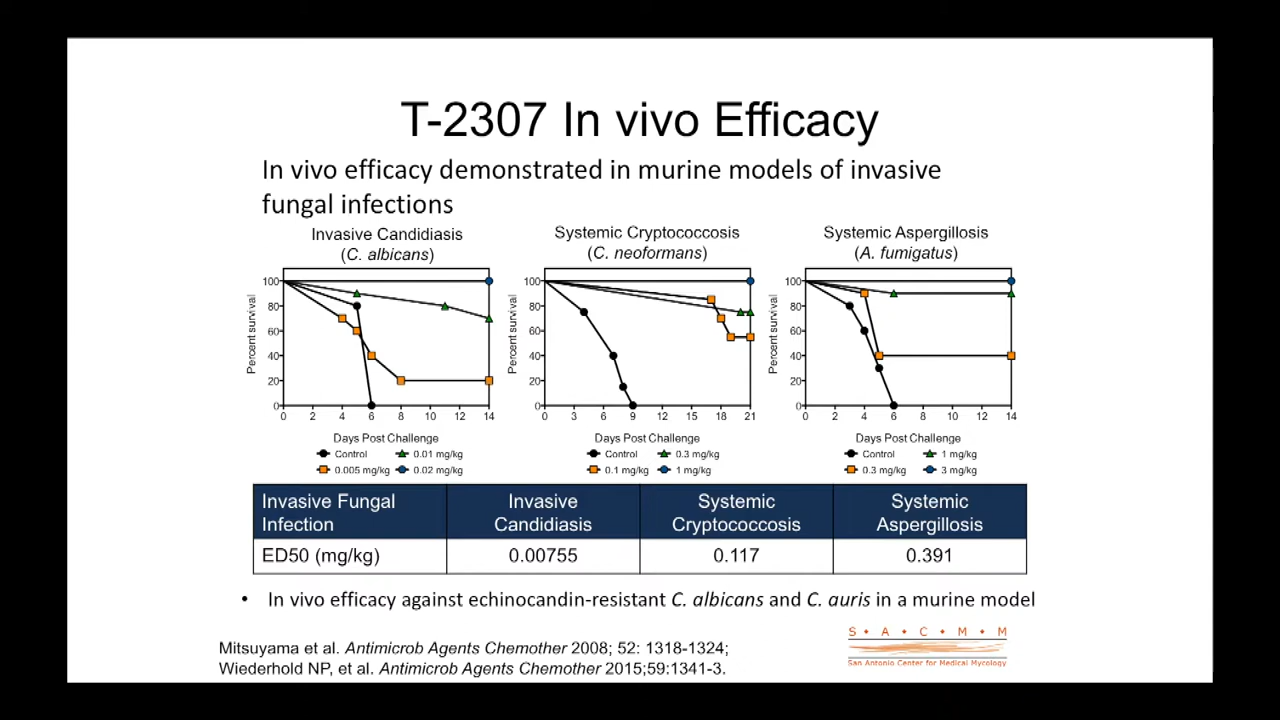 T-2307 In vivo Efficacy
In vivo efficacy demonstrated in murine models of invasive
fungal infections
Invasive Candidiasis
(C. albicans)
Percent survival
100
80
60
40
20
0
0 2 4 6 8 10 12 14
Days Post Challenge
Control 0.01 mg/kg
0.005 mg/kg 0.02 mg/kg
Systemic Cryptococcosis
(C. neoformans)
Percent survival
100
80
60
40
20
0
0 3 6 9 12 15 18 21
Days Post Challenge
Control 0.3 mg/kg
0.1 mg/kg 1 mg/kg
Systemic Aspergillosis
(A. fumigatus)
Percent survival
100
80
60
40
20
0
0 2 4 6 8 10 12 14
Days Post Challenge
Control 1 mg/kg
0.3 mg/kg 3 mg/kg
Invasive Fungal
Infection
Invasive
Candidiasis
Systemic
Cryptococcosis
Systemic
Aspergillosis
ED50 (mg/kg) 0.00755 0.117 0.391
• In vivo efficacy against echinocandin-resistant C. albicans and C. auris in a murine model
Mitsuyama et al. Antimicrob Agents Chemother 2008; 52: 1318-1324;
Wiederhold NP, et al. Antimicrob Agents Chemother 2015;59:1341-3.
S • A • C • M • M
San Antonio Center for Medical Mycology